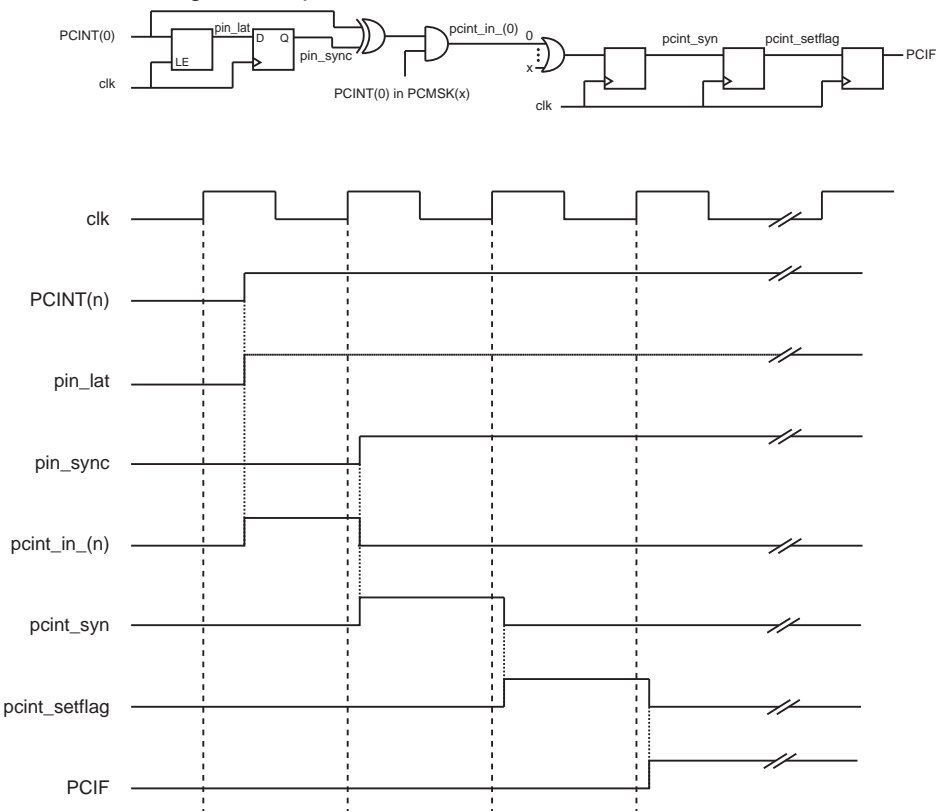 PCINT(0)
pin_lat
D Q
LE
clk
pin_sync
PCINT(0) in PCMSK(x)
pcint_in_(0)
0
x
clk
pcint_syn
pcint_setflag
PCIF
clk
PCINT(n)
pin_lat
pin_sync
pcint_in_(n)
pcint_syn
pcint_setflag
PCIF